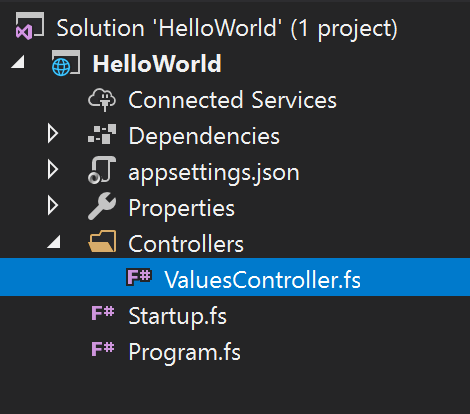 Solution 'HelloWorld' (1 project)
HelloWorld
Connected Services
Dependencies
appsettings.json
Properties
Controllers
F# ValuesController.fs
F# Startup.fs
F# Program.fs